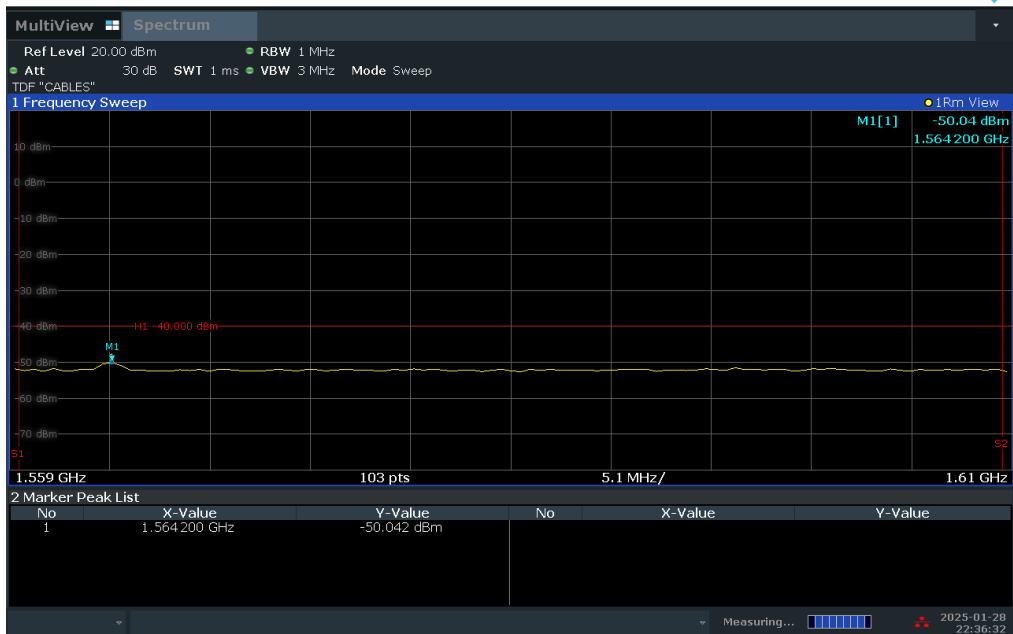 MultiView Spectrum
Ref Level 20.00 dBm RBW 1 MHz
Att 30 dB SWT 1 ms VBW 3 MHz Mode Sweep
TDF "CABLES"
1 Frequency Sweep 1Rm View
M1[1] -50.04 dBm
1.564200 GHz
10 dBm
0 dBm
-10 dBm
-20 dBm
-30 dBm
-40 dBm H1 -40.000 dBm
M1
-50 dBm
-60 dBm
-70 dBm
S1 S2
1.559 GHz 103 pts 5.1 MHz/ 1.61 GHz
2 Marker Peak List
No X-Value Y-Value No X-Value Y-Value
1 1.564200 GHz -50.042 dBm
Measuring... 2025-01-28
22:36:32